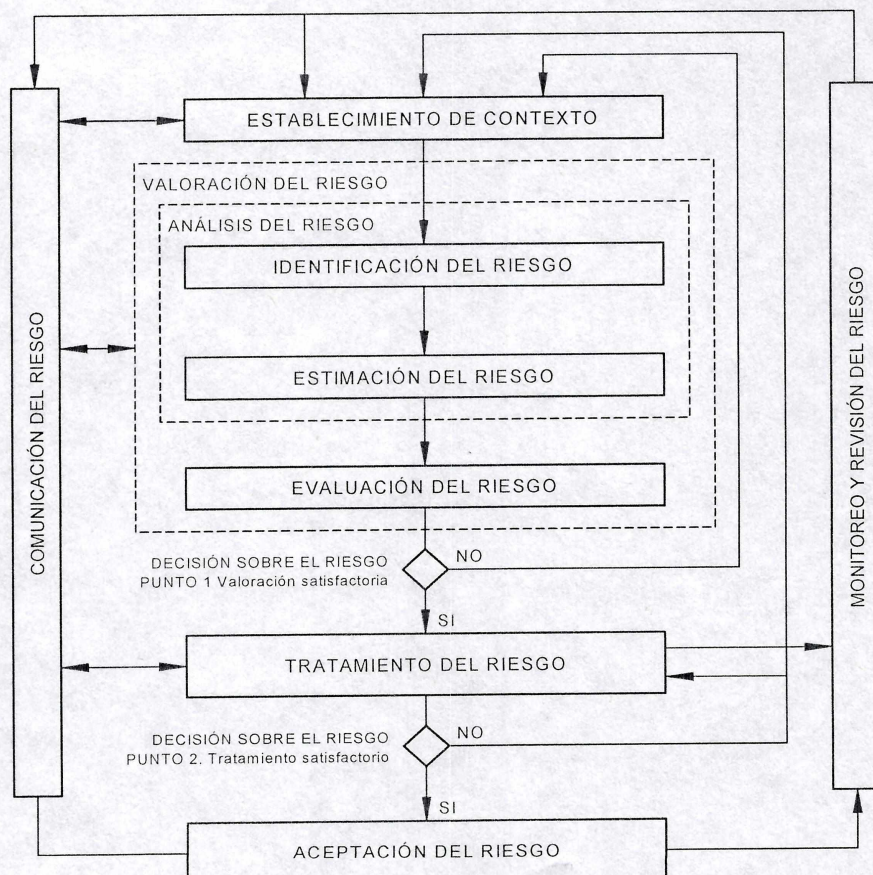 ESTABLECIMIENTO DE CONTEXTO
VALORACIÓN DEL RIESGO
ANÁLISIS DEL RIESGO
IDENTIFICACIÓN DEL RIESGO
ESTIMACIÓN DEL RIESGO
EVALUACIÓN DEL RIESGO
COMUNICACIÓN DEL RIESGO
MONITOREO Y REVISIÓN DEL RIESGO
DECISIÓN SOBRE EL RIESGO
PUNTO 1 Valoración satisfactoria
NO
SI
TRATAMIENTO DEL RIESGO
DECISIÓN SOBRE EL RIESGO
PUNTO 2. Tratamiento satisfactorio
NO
SI
ACEPTACIÓN DEL RIESGO